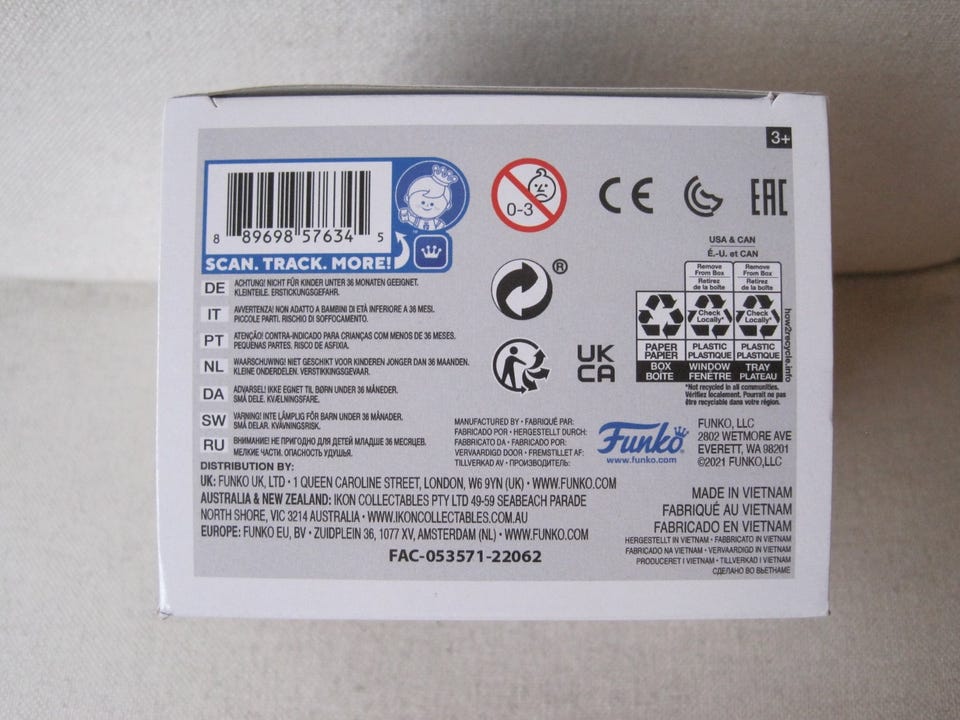 3+
8 89698 57634 5
SCAN. TRACK. MORE!
0-3
CE
EAC
DE ACHTUNG! NICHT FÜR KINDER UNTER 36 MONATEN GEEIGNET.
KLEINTEILE. ERSTICKUNGSGEFAHR.
IT AVVERTENZA! NON ADATTO A BAMBINI DI ETÀ INFERIORE A 36 MESI.
PICCOLE PARTI. RISCHIO DI SOFFOCAMENTO.
PT ATENÇÃO! CONTRA-INDICADO PARA CRIANÇAS COM MENOS DE 36 MESES.
PEQUENAS PARTES. RISCO DE ASFIGIA.
NL WAARSCHUWING! NIET GESCHIKT VOOR KINDEREN JONGER DAN 36 MAANDEN.
KLEINE ONDERDELEN. VERSTIKKINGSGEVAAR.
DA ADVARSEL! IKKE EGNET TIL BØRN UNDER 36 MÅNEDER.
SMÅ DELE. KVÆLNINGSFARE.
SW VARNING! INTE LÄMPLIG FÖR BARN UNDER 36 MÅNADER.
SMÅ DELAR. KVÄVNINGSRISK.
RU ВНИМАНИЕ! НЕ ПРИГОДНО ДЛЯ ДЕТЕЙ МЛАДШЕ 36 МЕСЯЦЕВ.
МЕЛКИЕ ЧАСТИ. ОПАСНОСТЬ УДУШЬЯ.
®
UK
CA
USA & CAN
É.-U. et CAN
Remove From Box
Retirez de la boîte
Remove From Box
Retirez de la boîte
Check Locally*
Check Locally*
PAPER PAPIER
PLASTIC PLASTIQUE
PLASTIC PLASTIQUE
BOX BOÎTE
WINDOW FENÊTRE
TRAY PLATEAU
how2recycle.info
*Not recycled in all communities.
Vérifiez localement. Pourrait ne pas
être recyclable dans votre région.
MANUFACTURED BY • FABRIQUÉ PAR:
FABRICADO POR • HERGESTELLT DURCH:
FABBRICATO DA • FABRICADO POR:
VERVAARDIGD DOOR • FREMSTILLET AF:
TILLVERKAD AV • ПРОИЗВОДИТЕЛЬ:
Funko
www.funko.com
FUNKO, LLC
2802 WETMORE AVE
EVERETT, WA 98201
©2021 FUNKO,LLC
DISTRIBUTION BY:
UK: FUNKO UK, LTD • 1 QUEEN CAROLINE STREET, LONDON, W6 9YN (UK) • WWW.FUNKO.COM
AUSTRALIA & NEW ZEALAND: IKON COLLECTABLES PTY LTD 49-59 SEABEACH PARADE
NORTH SHORE, VIC 3214 AUSTRALIA • WWW.IKONCOLLECTABLES.COM.AU
EUROPE: FUNKO EU, BV • ZUIDPLEIN 36, 1077 XV, AMSTERDAM (NL) • WWW.FUNKO.COM
FAC-053571-22062
MADE IN VIETNAM
FABRIQUÉ AU VIETNAM
FABRICADO EN VIETNAM
HERGESTELLT IN VIETNAM • FABBRICATO IN VIETNAM
FABRICADO NA VIETNAM • VERVAARDIGD IN VIETNAM
PRODUCERET I VIETNAM • TILLVERKAD I VIETNAM
СДЕЛАНО ВО ВЬЕТНАМЕ